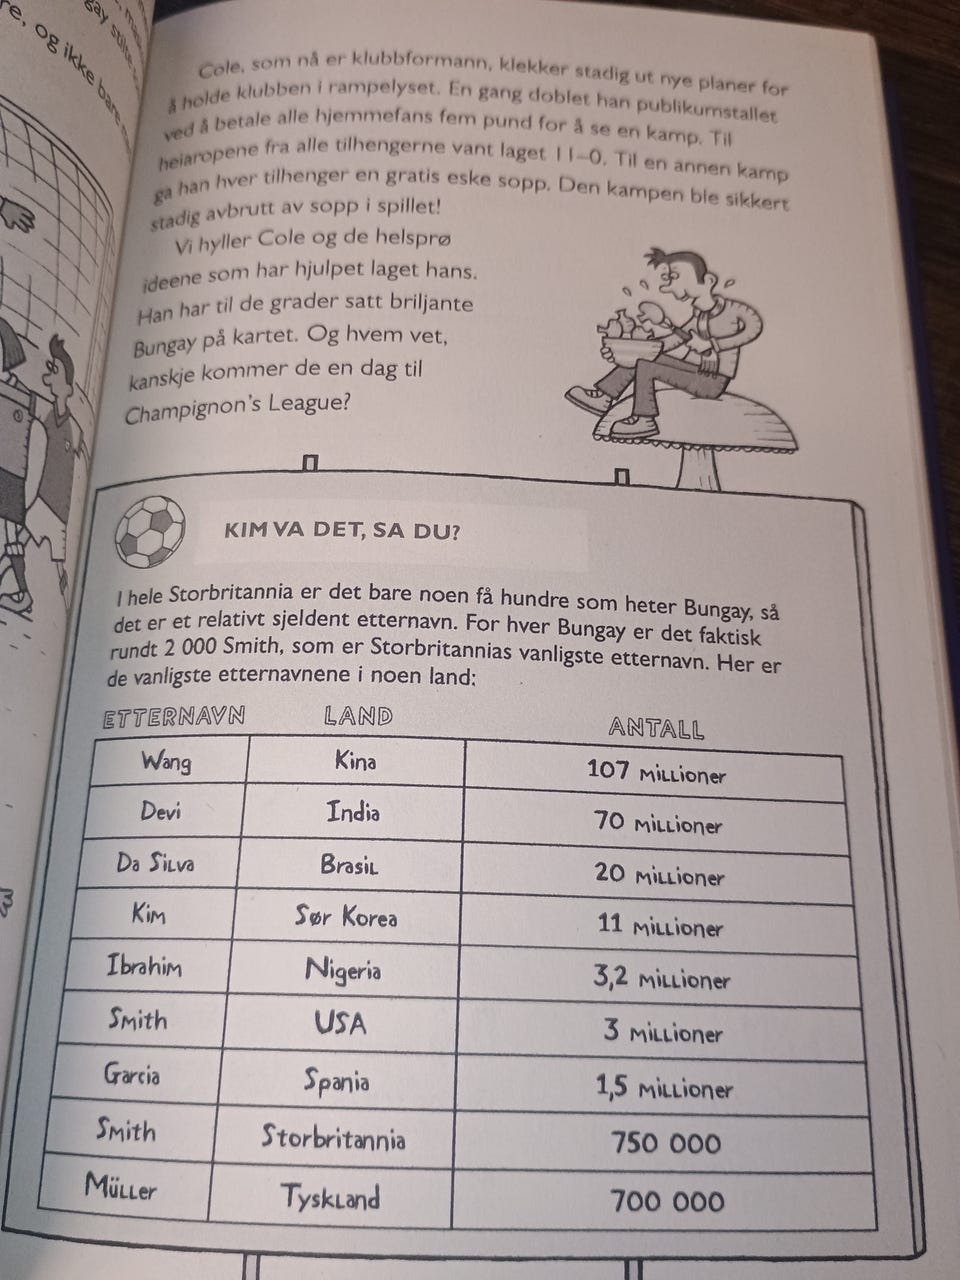 re, og ikke bare
Cole, som nå er klubbformann, klekker stadig ut nye planer for
å holde klubben i rampelyset. En gang doblet han publikumstallet
ved å betale alle hjemmefans fem pund for å se en kamp. Til
heiaropene fra alle tilhengerne vant laget 11–0. Til en annen kamp
ga han hver tilhenger en gratis eske sopp. Den kampen ble sikkert
stadig avbrutt av sopp i spillet!
Vi hyller Cole og de helsprø
ideene som har hjulpet laget hans.
Han har til de grader satt briljante
Bungay på kartet. Og hvem vet,
kanskje kommer de en dag til
Champignon's League?
KIM VA DET, SA DU?
I hele Storbritannia er det bare noen få hundre som heter Bungay, så
det er et relativt sjeldent etternavn. For hver Bungay er det faktisk
rundt 2 000 Smith, som er Storbritannias vanligste etternavn. Her er
de vanligste etternavnene i noen land:
ETTERNAVN LAND ANTALL
Wang Kina 107 millioner
Devi India 70 millioner
Da Silva Brasil 20 millioner
Kim Sør Korea 11 millioner
Ibrahim Nigeria 3,2 millioner
Smith USA 3 millioner
Garcia Spania 1,5 millioner
Smith Storbritannia 750 000
Müller Tyskland 700 000